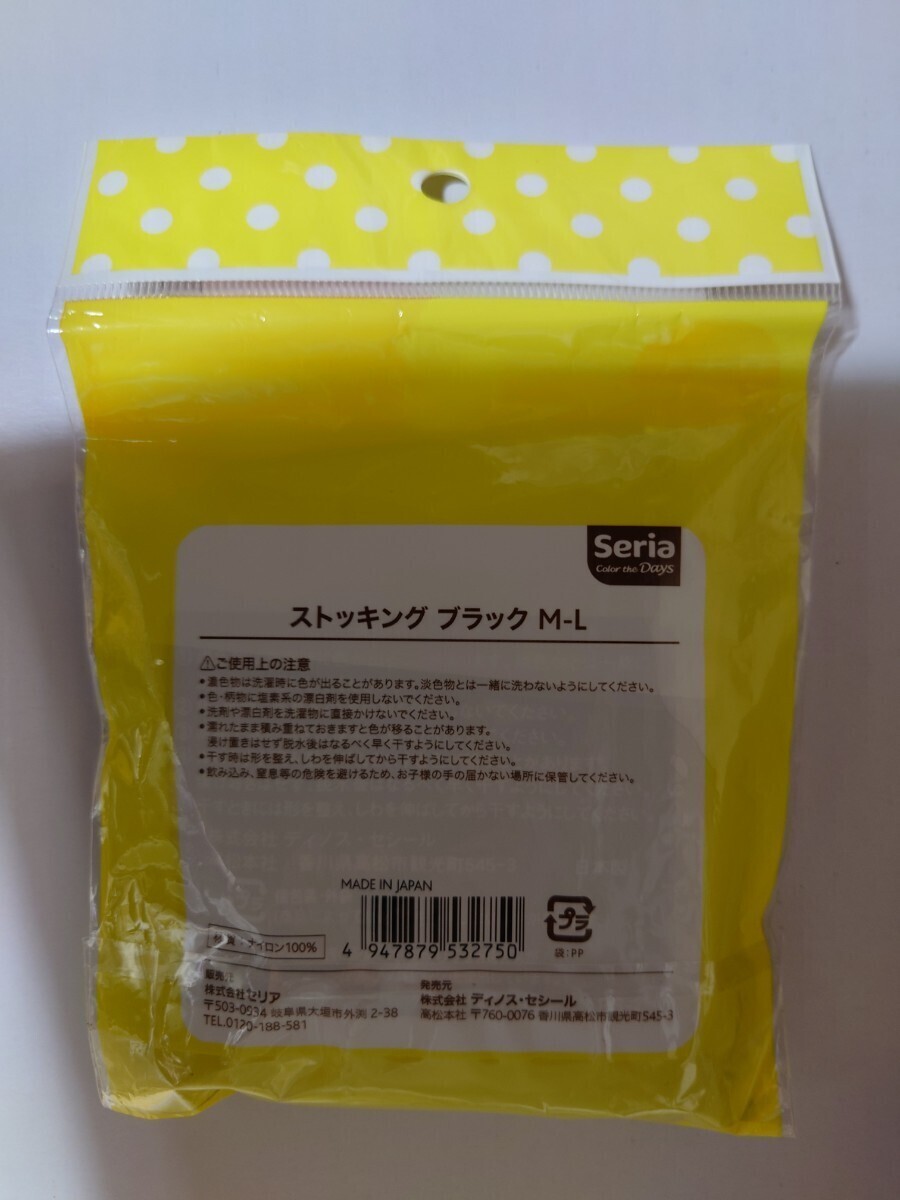 Seria
Color the Days
ストッキング ブラック M-L
⚠ご使用上の注意
•濃色物は洗濯時に色が出ることがあります。淡色物とは一緒に洗わないようにしてください。
•色・柄物に塩素系の漂白剤を使用しないでください。
•洗剤や漂白剤を洗濯物に直接かけないでください。
•濡れたまま積み重ねておきますと色が移ることがあります。
浸け置きはせず脱水後はなるべく早く干すようにしてください。
•干す時は形を整え、しわを伸ばしてから干すようにしてください。
•飲み込み、窒息等の危険を避けるため、お子様の手の届かない場所に保管してください。
MADE IN JAPAN
プラ
材質:ナイロン100%
4 947879 532750
袋:PP
販売元
株式会社セリア
〒503-0934 岐阜県大垣市外渕 2-38
TEL.0120-188-581
発売元
株式会社 ディノス・セシール
高松本社 〒760-0076 香川県高松市観光町545-3